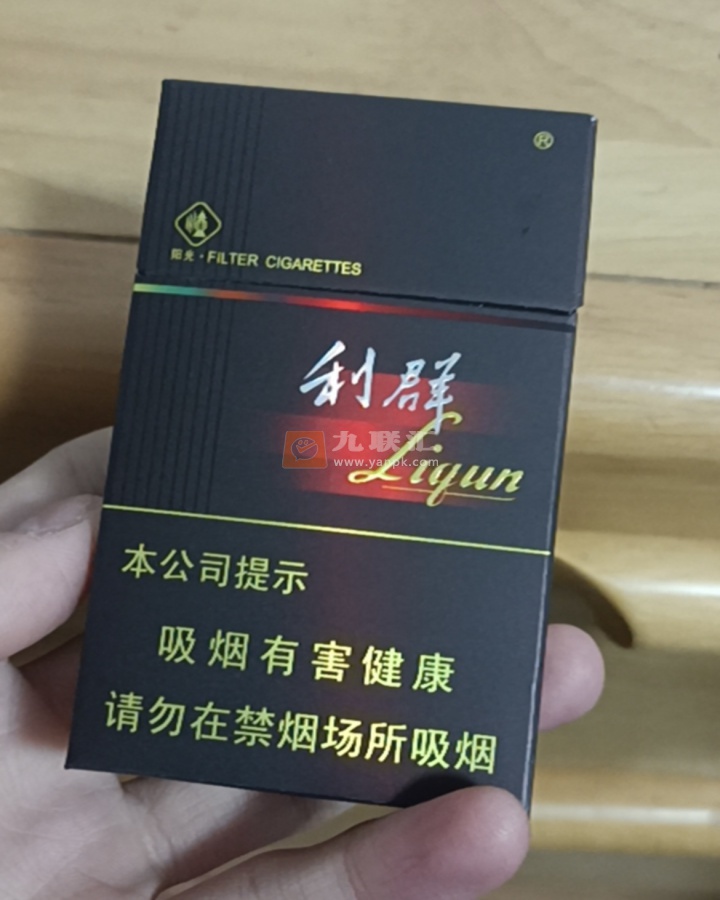 ®
阳光·FILTER CIGARETTES
利群
九联汇
www.yanpk.com
Liqun
本公司提示
吸烟有害健康
请勿在禁烟场所吸烟